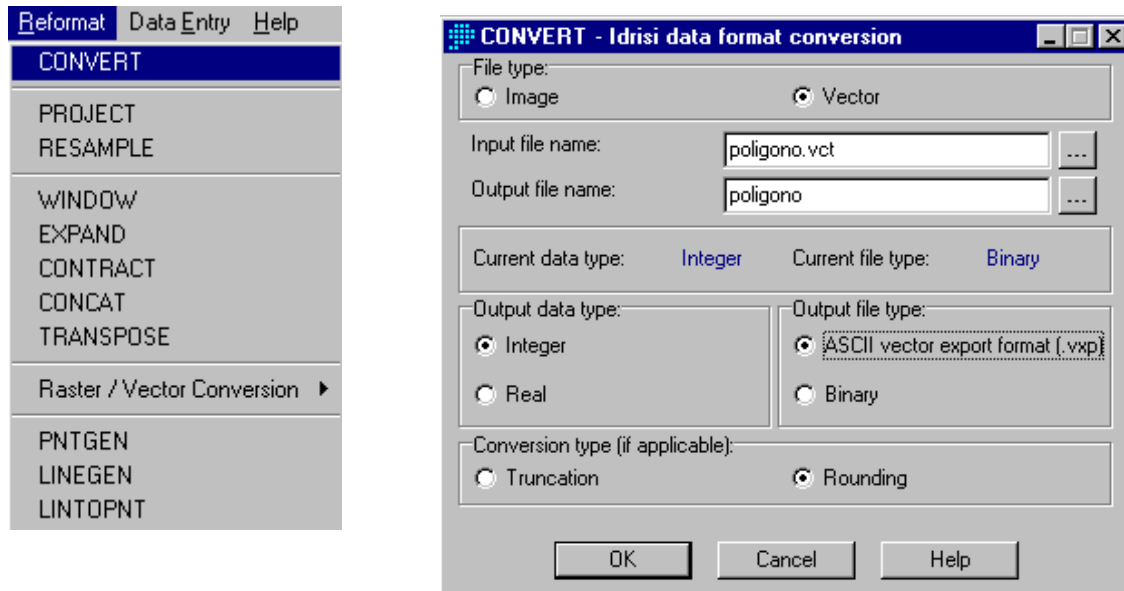 Reformat Data Entry Help
CONVERT
PROJECT
RESAMPLE
WINDOW
EXPAND
CONTRACT
CONCAT
TRANSPOSE
Raster / Vector Conversion
PNTGEN
LINEGEN
LINTOPNT
CONVERT - Idrisi data format conversion
File type:
Image Vector
Input file name: poligono.vct ...
Output file name: poligono ...
Current data type: Integer Current file type: Binary
Output data type: Output file type:
Integer ASCII vector export format (.vxp)
Real Binary
Conversion type (if applicable):
Truncation Rounding
OK Cancel Help